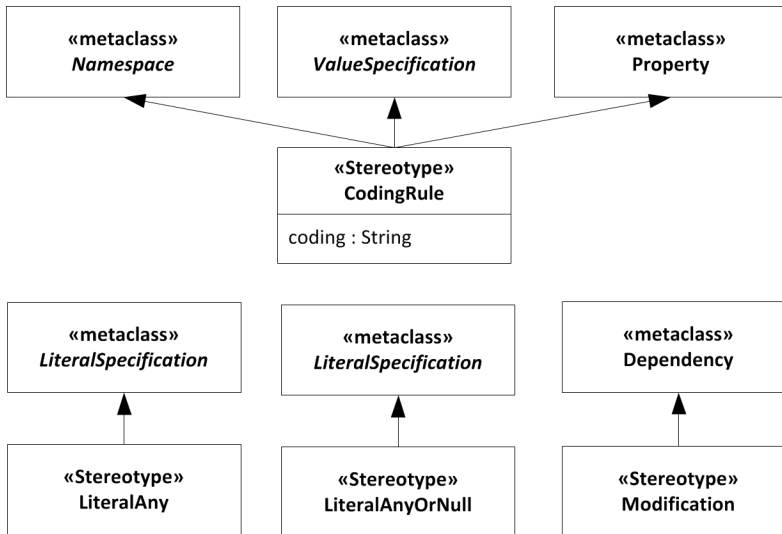 «metaclass»
Namespace
«metaclass»
ValueSpecification
«metaclass»
Property
«Stereotype»
CodingRule
coding : String
«metaclass»
LiteralSpecification
«metaclass»
LiteralSpecification
«metaclass»
Dependency
«Stereotype»
LiteralAny
«Stereotype»
LiteralAnyOrNull
«Stereotype»
Modification